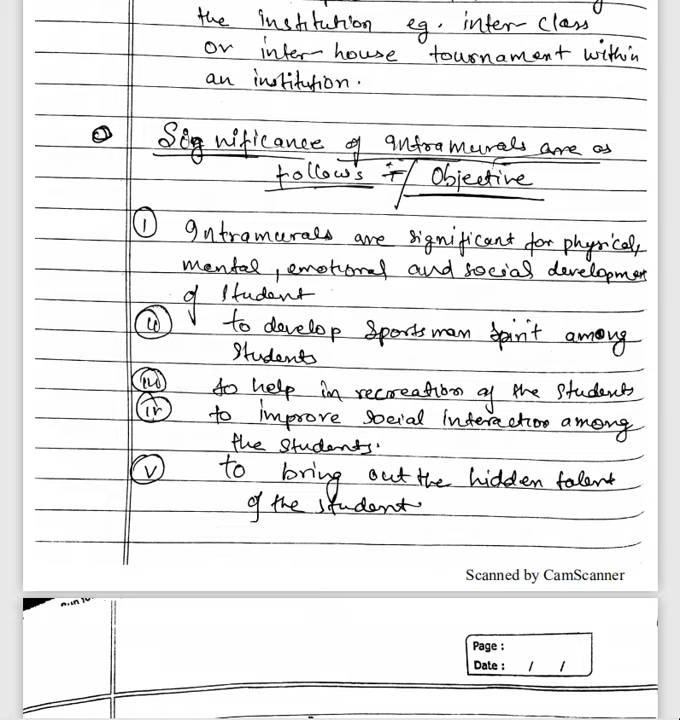 the institution eg. inter class
or inter house tournament within
an institution.
Significance of intramurals are as
follows :- / Objective
(i) Intramurals are significant for physical,
mental, emotional and social developmen
of student
(ii) to develop Sportsman Spirit among
Students
(iii) to help in recreation of the Students
(iv) to improve social interaction among
the students.
(v) to bring out the hidden talent
of the student.
Scanned by CamScanner
Page :
Date : / /